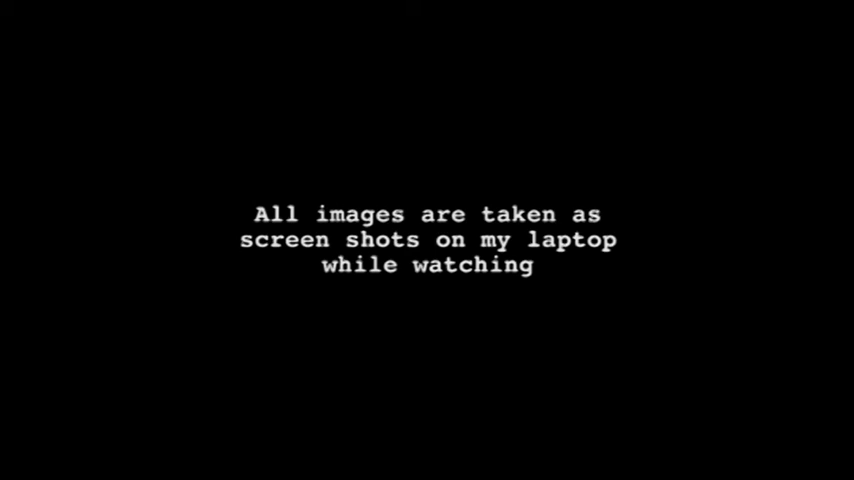 All images are taken as
screen shots on my laptop
while watching